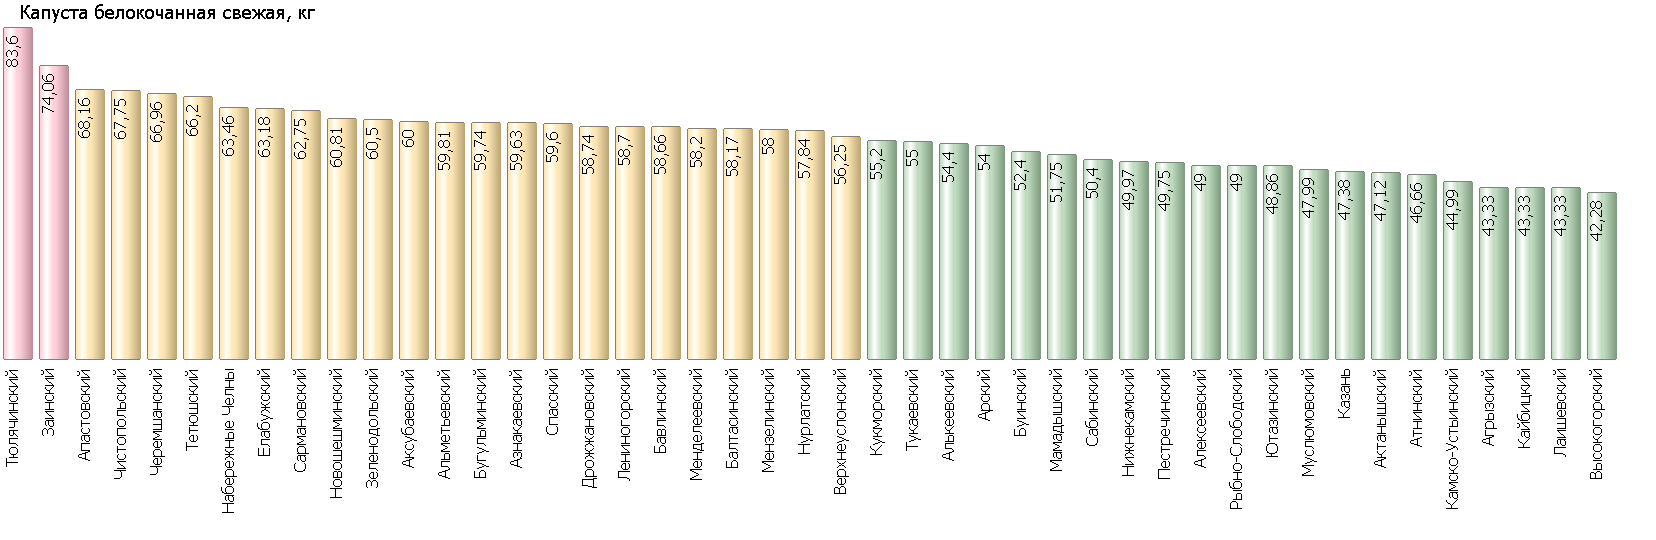 Капуста белокочанная свежая, кг
83,6
74,06
68,16
67,75
66,96
66,2
63,46
63,18
62,75
60,81
60,5
60
59,81
59,74
59,63
59,6
58,74
58,7
58,66
58,2
58,17
58
57,84
56,25
55,2
55
54,4
54
52,4
51,75
50,4
49,97
49,75
49
49
48,86
47,99
47,38
47,12
46,66
44,99
43,33
43,33
43,33
42,28
Тюлячинский
Заинский
Апастовский
Чистопольский
Черемшанский
Тетюшский
Набережные Челны
Елабужский
Сармановский
Новошешминский
Зеленодольский
Аксубаевский
Альметьевский
Бугульминский
Азнакаевский
Спасский
Дрожжановский
Лениногорский
Бавлинский
Менделеевский
Балтасинский
Мензелинский
Нурлатский
Верхнеуслонский
Кукморский
Тукаевский
Алькеевский
Арский
Буинский
Мамадышский
Сабинский
Нижнекамский
Пестречинский
Алексеевский
Рыбно-Слободский
Ютазинский
Муслюмовский
Казань
Актанышский
Атнинский
Камско-Устьинский
Агрызский
Кайбицкий
Лаишевский
Высокогорский